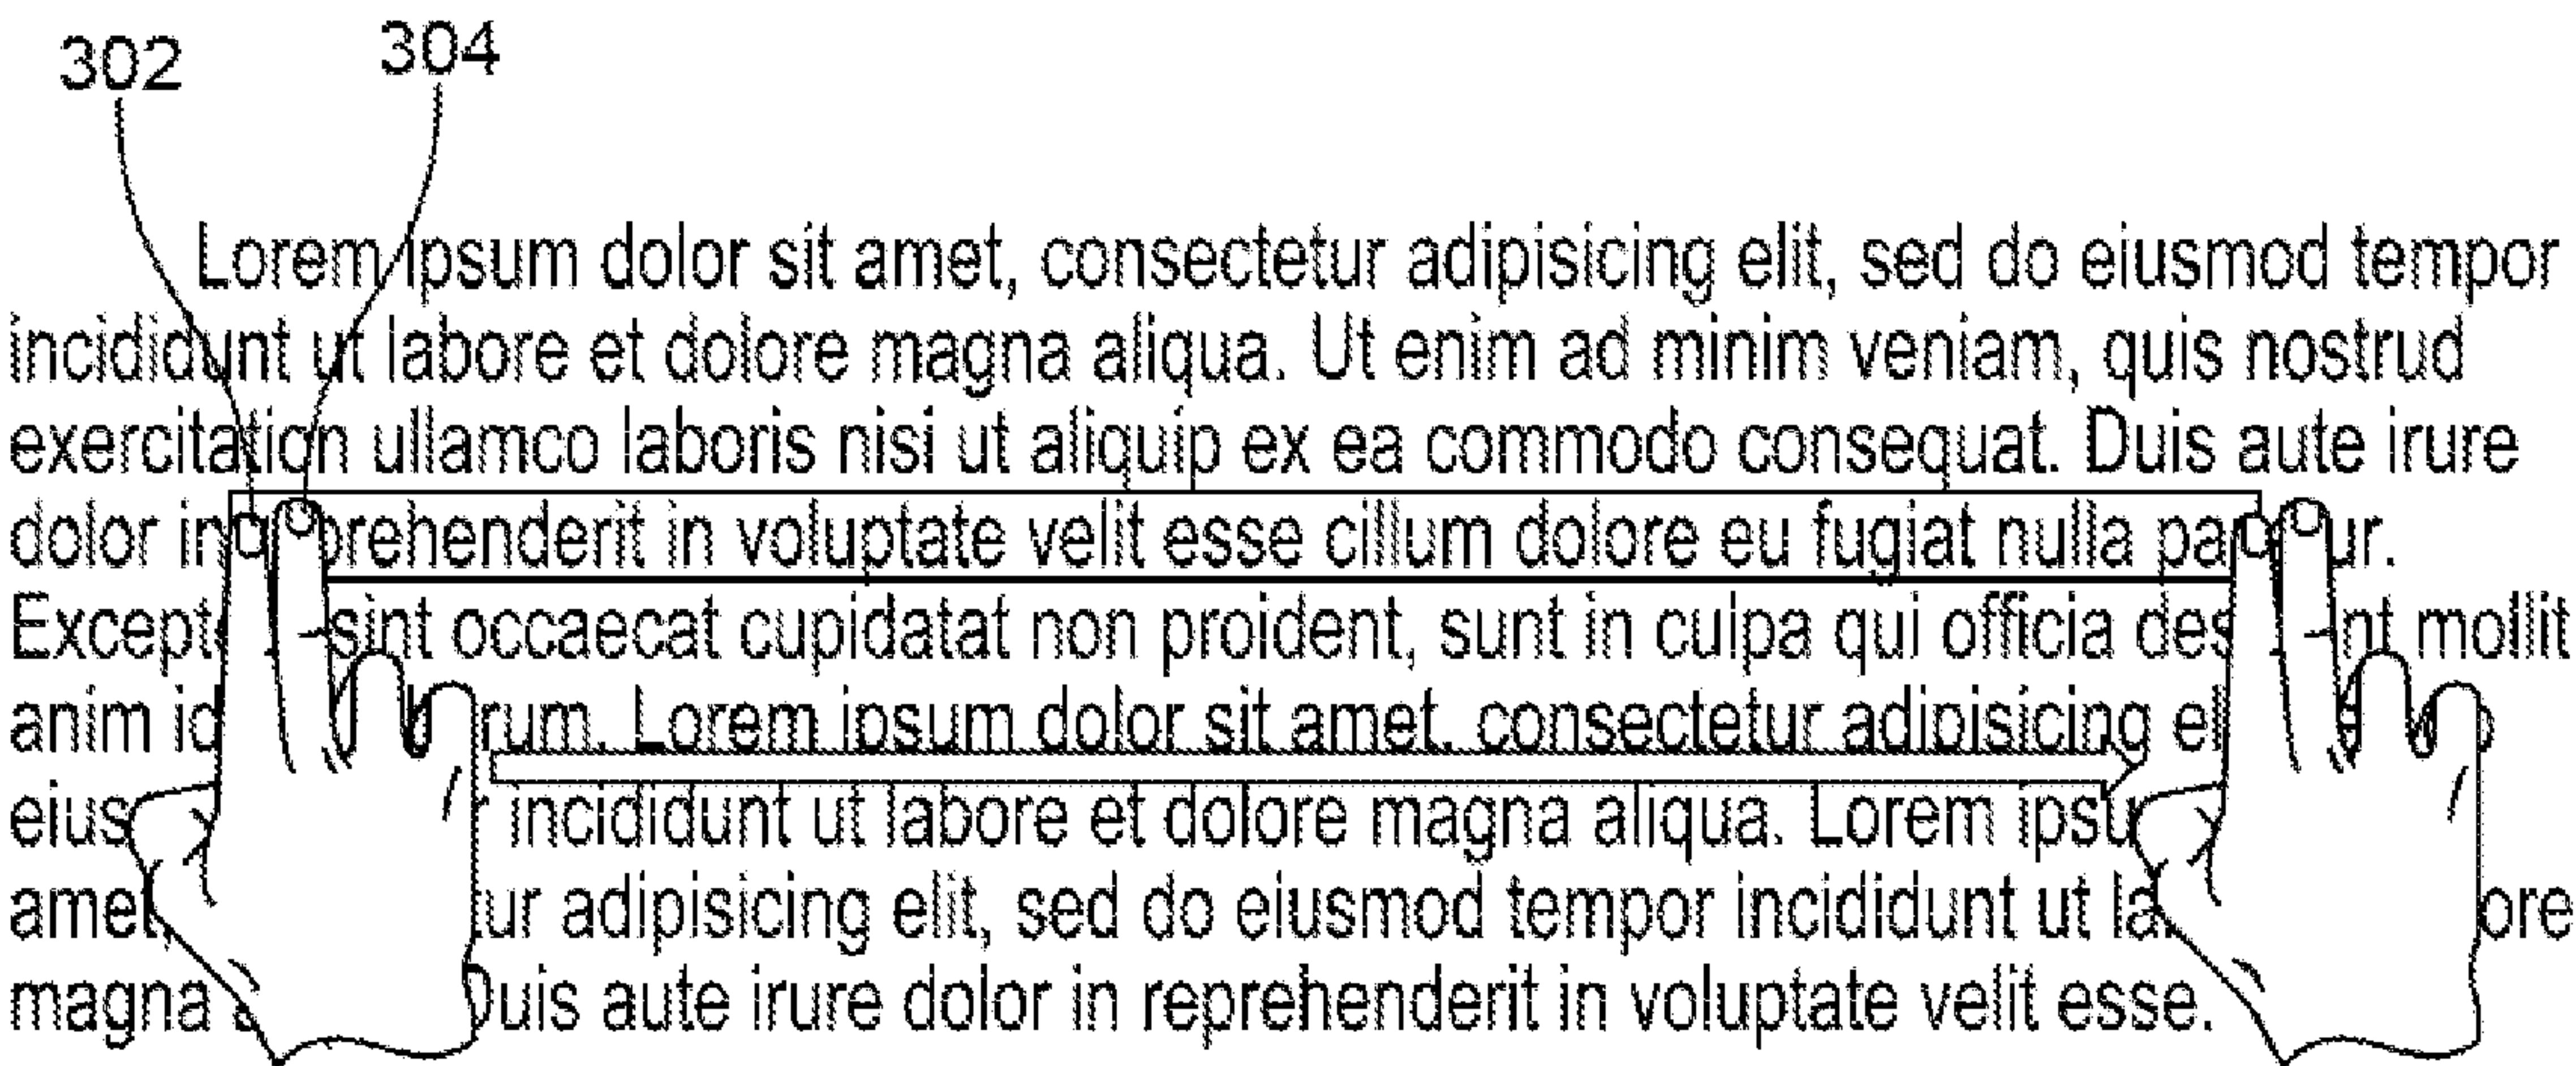 302 304
Lorem ipsum dolor sit amet, consectetur adipisicing elit, sed do eiusmod tempor
incididunt ut labore et dolore magna aliqua. Ut enim ad minim veniam, quis nostrud
exercitation ullamco laboris nisi ut aliquip ex ea commodo consequat. Duis aute irure
dolor in prehenderit in voluptate velit esse cillum dolore eu fugiat nulla pa ur.
Except sint occaecat cupidatat non proident, sunt in culpa qui officia des nt mollit
anim id rum. Lorem ipsum dolor sit amet, consectetur adipisicing el
eius r incididunt ut labore et dolore magna aliqua. Lorem ipsu
amet, tur adipisicing elit, sed do eiusmod tempor incididunt ut la ore
magna Duis aute irure dolor in reprehenderit in voluptate velit esse.